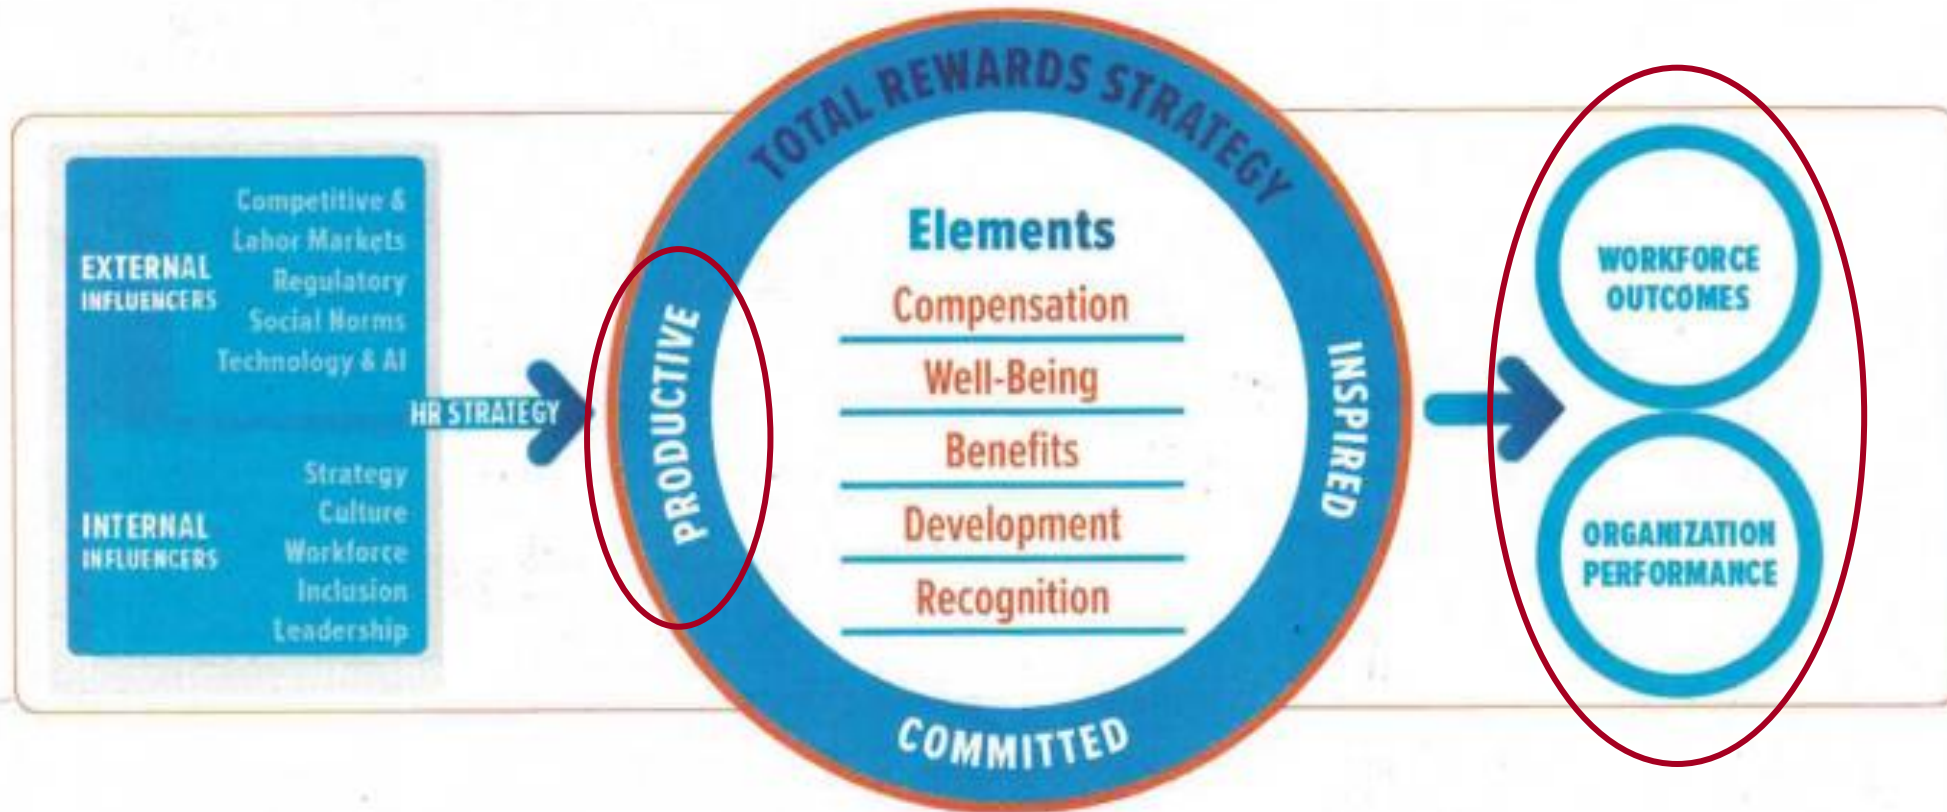 EXTERNAL
INFLUENCERS
Competitive &
Labor Markets
Regulatory
Social Norms
Technology & AI
INTERNAL
INFLUENCERS
Strategy
Culture
Workforce
Inclusion
Leadership
HR STRATEGY
TOTAL REWARDS STRATEGY
PRODUCTIVE
Elements
Compensation
Well-Being
Benefits
Development
Recognition
INSPIRED
COMMITTED
WORKFORCE
OUTCOMES
ORGANIZATION
PERFORMANCE